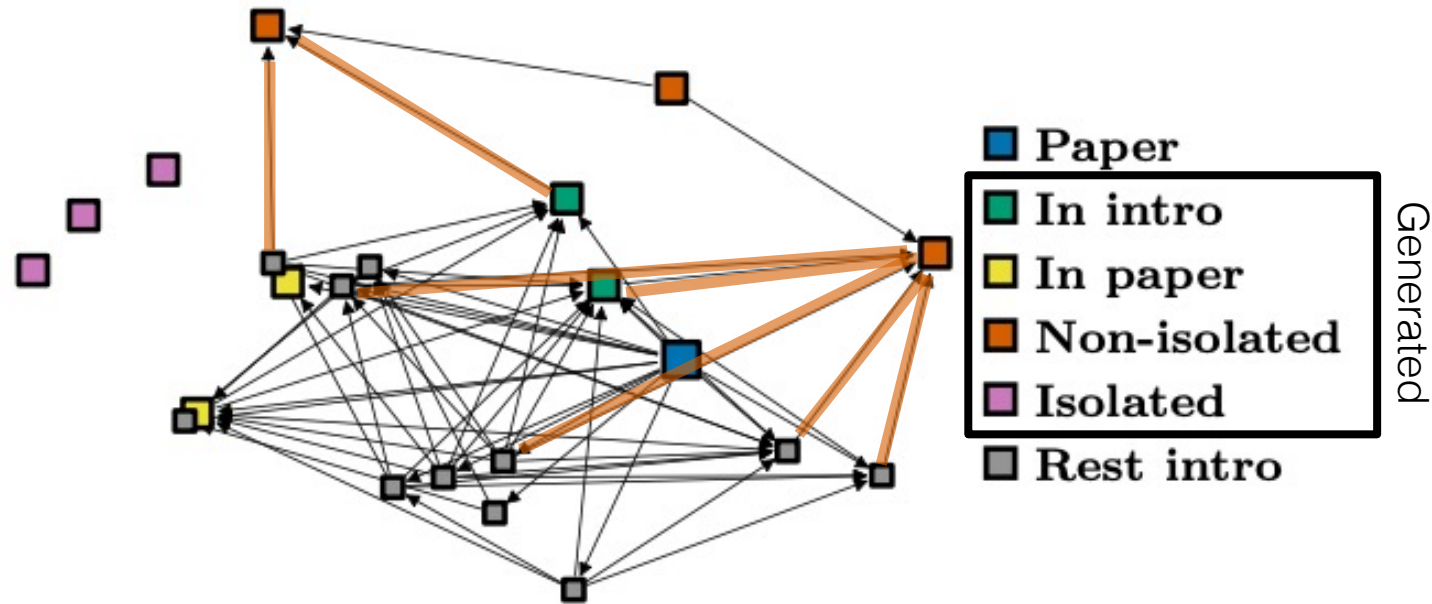 Paper
In intro
In paper
Non-isolated
Isolated
Rest intro
Generated